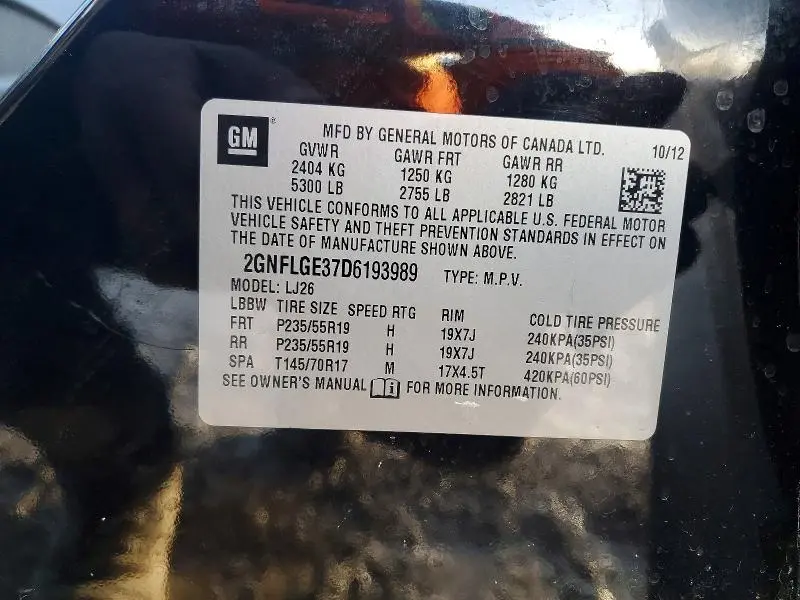 GM ® MFD BY GENERAL MOTORS OF CANADA LTD. 10/12
GVWR GAWR FRT GAWR RR
2404 KG 1250 KG 1280 KG
5300 LB 2755 LB 2821 LB
THIS VEHICLE CONFORMS TO ALL APPLICABLE U.S. FEDERAL MOTOR
VEHICLE SAFETY AND THEFT PREVENTION STANDARDS IN EFFECT ON
THE DATE OF MANUFACTURE SHOWN ABOVE.
2GNFLGE37D6193989 TYPE: M.P.V.
MODEL: LJ26
LBBW TIRE SIZE SPEED RTG RIM COLD TIRE PRESSURE
FRT P235/55R19 H 19X7J 240KPA(35PSI)
RR P235/55R19 H 19X7J 240KPA(35PSI)
SPA T145/70R17 M 17X4.5T 420KPA(60PSI)
SEE OWNER'S MANUAL i FOR MORE INFORMATION.